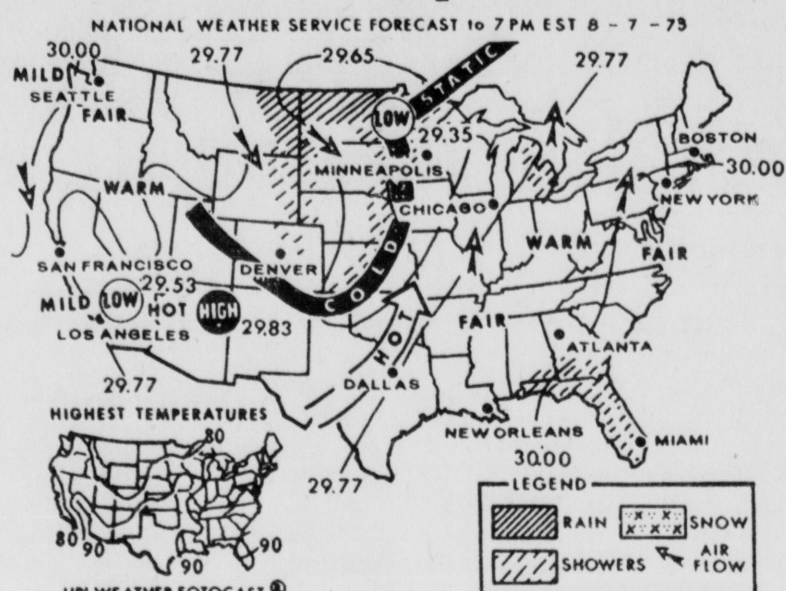 NATIONAL WEATHER SERVICE FORECAST to 7 PM EST 8 - 7 - 73
30.00
29.77
29.65
29.77
MILD
SEATTLE
FAIR
STATIC
LOW
29.35
BOSTON
MINNEAPOLIS
30.00
WARM
NEW YORK
CHICAGO
WARM
FAIR
SAN FRANCISCO
DENVER
COLD
29.53
MILD
LOW
HOT
HIGH
29.83
LOS ANGELES
HOT
FAIR
ATLANTA
29.77
DALLAS
HIGHEST TEMPERATURES
80
NEW ORLEANS
MIAMI
30.00
29.77
80 90
90
90
LEGEND
RAIN
SNOW
SHOWERS
AIR
FLOW
UPI WEATHER FOTOCAST ®